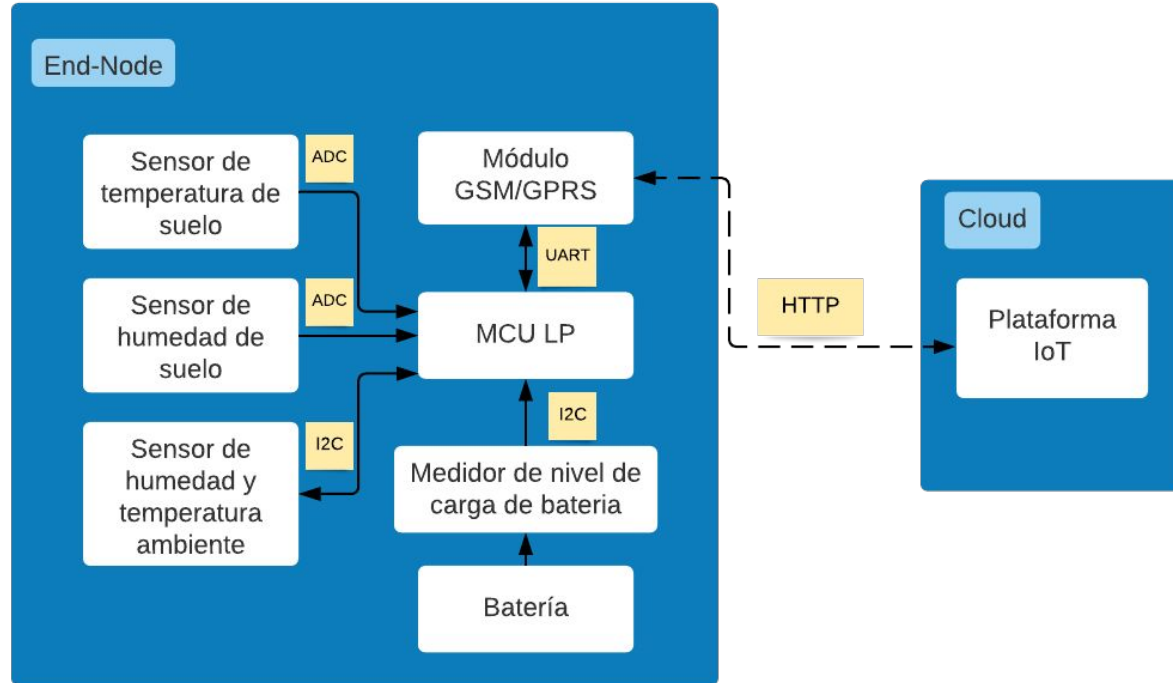 End-Node
Sensor de
temperatura de
suelo
ADC
Módulo
GSM/GPRS
UART
Sensor de
humedad de
suelo
ADC
MCU LP
Sensor de
humedad y
temperatura
ambiente
I2C
I2C
Medidor de nivel de
carga de bateria
Batería
HTTP
Cloud
Plataforma
IoT